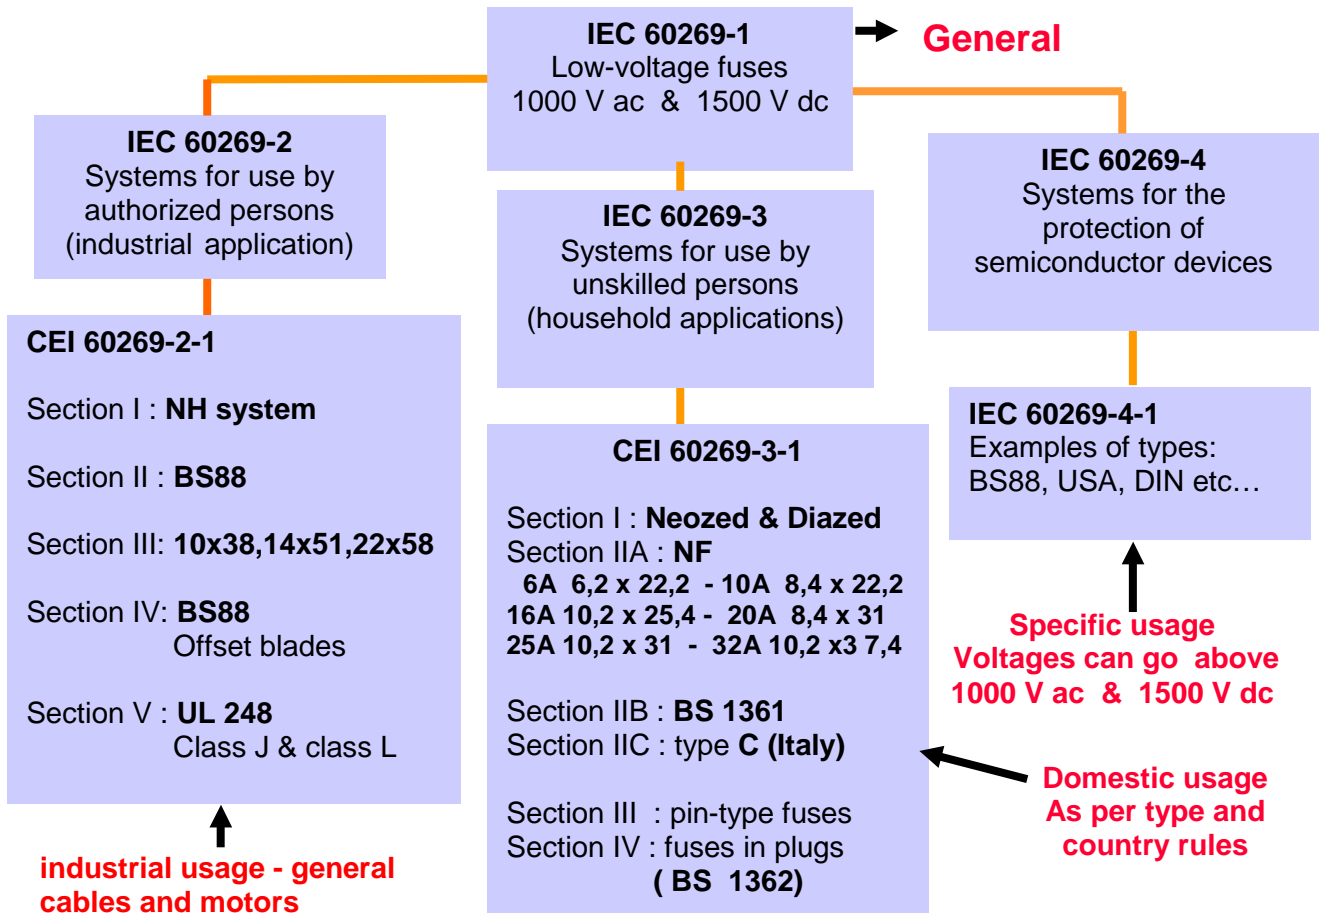 IEC 60269-1
Low-voltage fuses
1000 V ac & 1500 V dc
General
IEC 60269-2
Systems for use by
authorized persons
(industrial application)
IEC 60269-3
Systems for use by
unskilled persons
(household applications)
IEC 60269-4
Systems for the
protection of
semiconductor devices
CEI 60269-2-1
Section I : NH system
Section II : BS88
Section III: 10x38,14x51,22x58
Section IV: BS88
Offset blades
Section V : UL 248
Class J & class L
industrial usage - general
cables and motors
CEI 60269-3-1
Section I : Neozed & Diazed
Section IIA : NF
6A 6,2 x 22,2 - 10A 8,4 x 22,2
16A 10,2 x 25,4 - 20A 8,4 x 31
25A 10,2 x 31 - 32A 10,2 x3 7,4
Section IIB : BS 1361
Section IIC : type C (Italy)
Section III : pin-type fuses
Section IV : fuses in plugs
( BS 1362)
IEC 60269-4-1
Examples of types:
BS88, USA, DIN etc…
Specific usage
Voltages can go above
1000 V ac & 1500 V dc
Domestic usage
As per type and
country rules